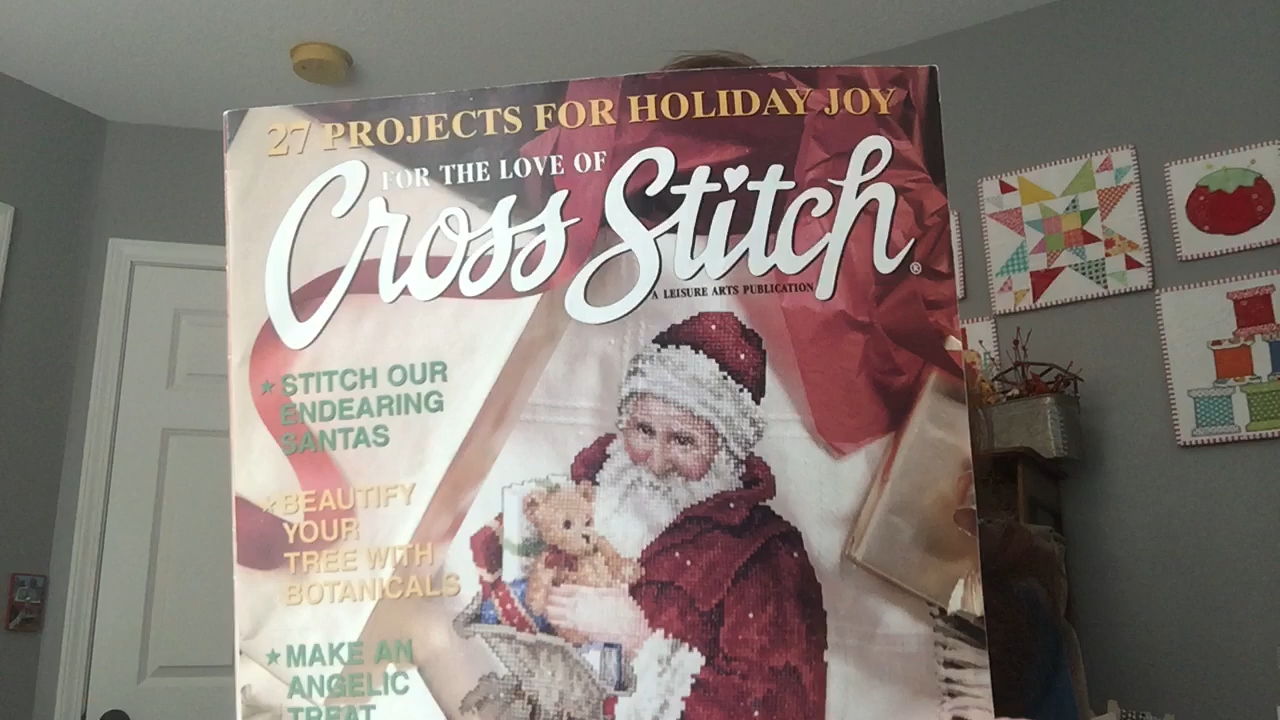 27 PROJECTS FOR HOLIDAY JOY
FOR THE LOVE OF
Cross Stitch®
A LEISURE ARTS PUBLICATION
★ STITCH OUR
ENDEARING
SANTAS
★ BEAUTIFY
YOUR
TREE WITH
BOTANICALS
★ MAKE AN
ANGELIC
TREAT